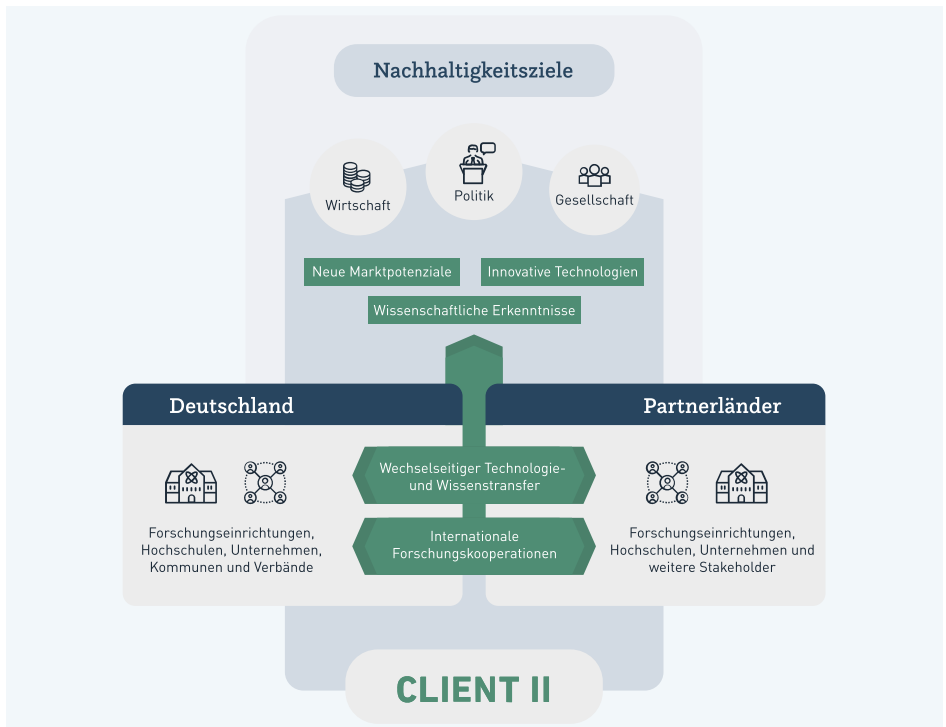 Nachhaltigkeitsziele
Wirtschaft
Politik
Gesellschaft
Neue Marktpotenziale
Innovative Technologien
Wissenschaftliche Erkenntnisse
Deutschland
Partnerländer
Wechselseitiger Technologie-
und Wissenstransfer
Internationale
Forschungskooperationen
Forschungseinrichtungen,
Hochschulen, Unternehmen,
Kommunen und Verbände
Forschungseinrichtungen,
Hochschulen, Unternehmen und
weitere Stakeholder
CLIENT II